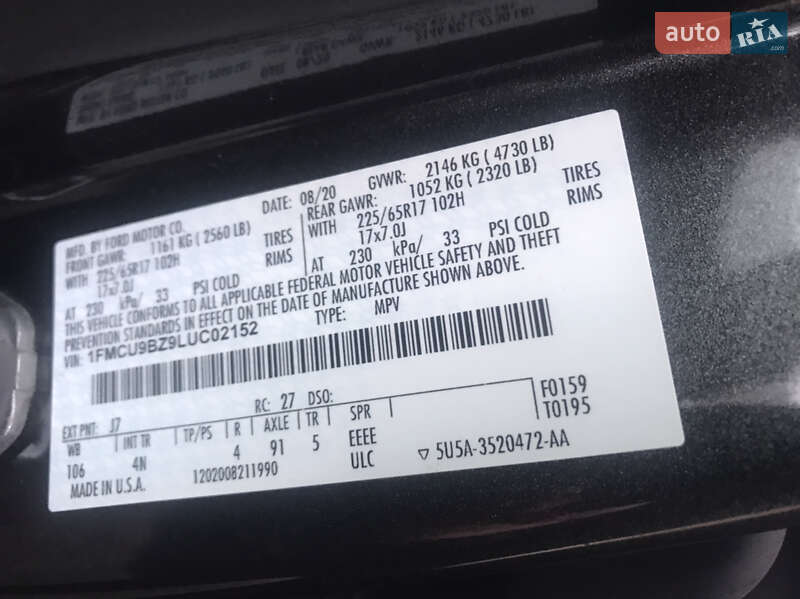 auto RIA.com
MFD. BY FORD MOTOR CO. DATE: 08/20 GVWR: 2146 KG ( 4730 LB)
FRONT GAWR: 1161 KG ( 2560 LB) REAR GAWR: 1052 KG ( 2320 LB)
WITH 225/65R17 102H TIRES WITH 225/65R17 102H TIRES
17x7.0J RIMS 17x7.0J RIMS
AT 230 kPa/ 33 PSI COLD AT 230 kPa/ 33 PSI COLD
THIS VEHICLE CONFORMS TO ALL APPLICABLE FEDERAL MOTOR VEHICLE SAFETY AND THEFT
PREVENTION STANDARDS IN EFFECT ON THE DATE OF MANUFACTURE SHOWN ABOVE.
VIN: 1FMCU9BZ9LUC02152 TYPE: MPV
EXT PNT: J7 RC: 27 DSO: F0159
WB INT TR TP/PS R AXLE TR SPR T0195
106 4N 4 91 5 EEEE
MADE IN U.S.A. 1202008211990 ULC ▽ 5U5A-3520472-AA